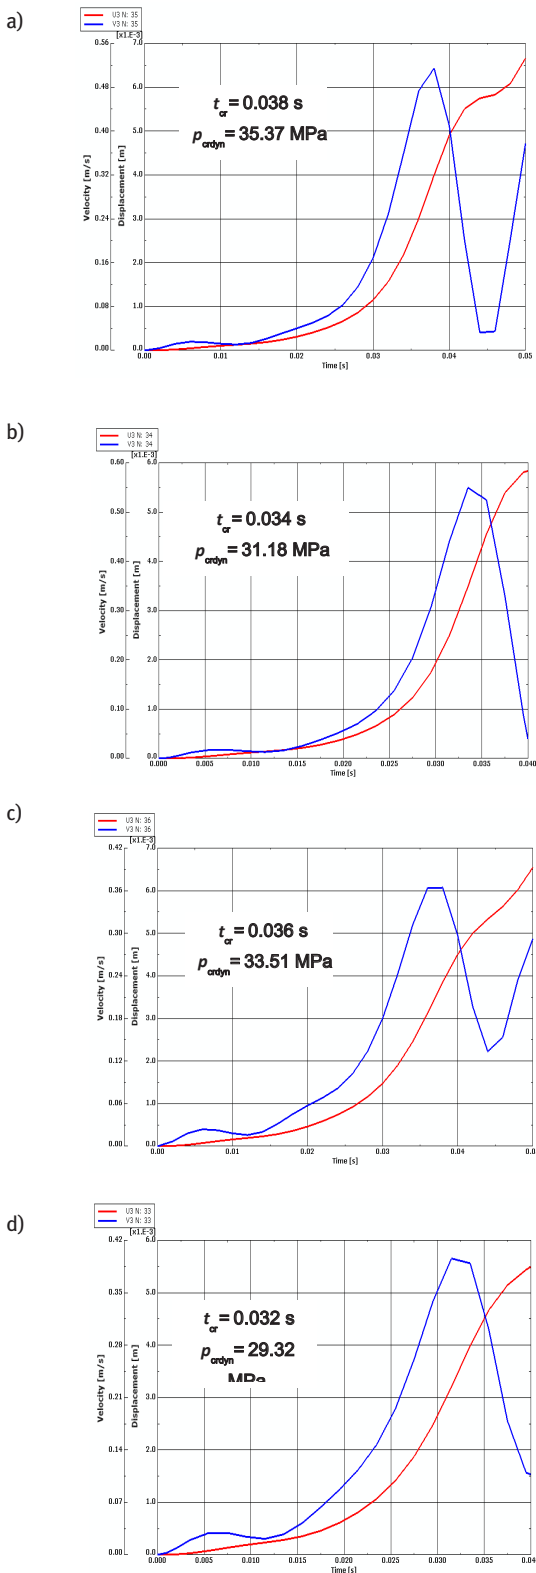 a)
U3 N: 35
V3 N: 35
[x1.E-3]
0.56 7.0
0.48 6.0
0.40 5.0
0.32 4.0
0.24 3.0
0.16 2.0
0.08 1.0
0.00 0.0
Velocity [m/s]
Displacement [m]
tcr = 0.038 s
pcrdyn = 35.37 MPa
0.00 0.01 0.02 0.03 0.04 0.05
Time [s]
b)
U3 N: 34
V3 N: 34
[x1.E-3]
0.60 6.0
0.50 5.0
0.40 4.0
0.30 3.0
0.20 2.0
0.10 1.0
0.00 0.0
Velocity [m/s]
Displacement [m]
tcr = 0.034 s
pcrdyn = 31.18 MPa
0.000 0.005 0.010 0.015 0.020 0.025 0.030 0.035 0.040
Time [s]
c)
U3 N: 36
V3 N: 36
[x1.E-3]
0.42 7.0
0.36 6.0
0.30 5.0
0.24 4.0
0.18 3.0
0.12 2.0
0.06 1.0
0.00 0.0
Velocity [m/s]
Displacement [m]
tcr = 0.036 s
pcrdyn = 33.51 MPa
0.00 0.01 0.02 0.03 0.04 0.0
Time [s]
d)
U3 N: 33
V3 N: 33
[x1.E-3]
0.42 6.0
0.35 5.0
0.28 4.0
0.21 3.0
0.14 2.0
0.07 1.0
0.00 0.0
Velocity [m/s]
Displacement [m]
tcr = 0.032 s
pcrdyn = 29.32
MPa
0.000 0.005 0.010 0.015 0.020 0.025 0.030 0.035 0.04
Time [s]